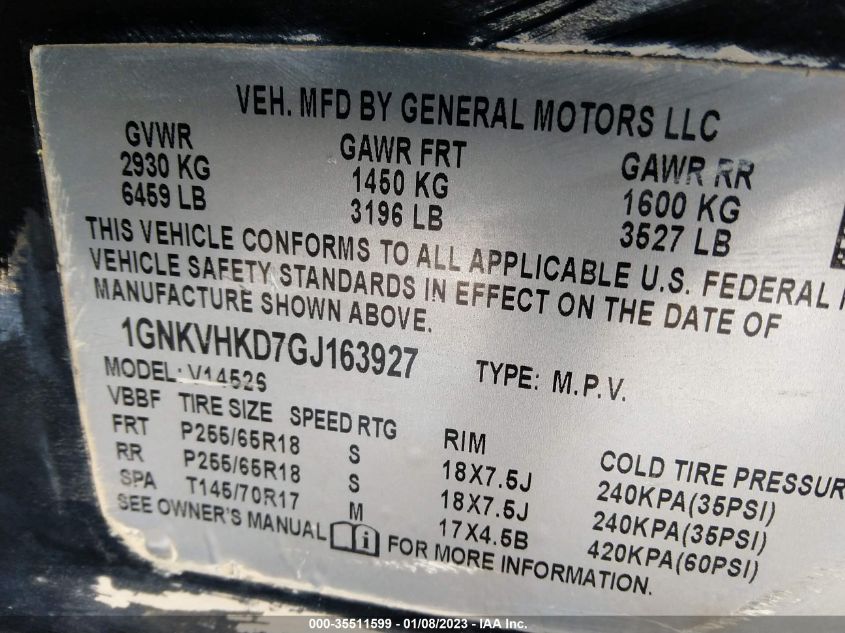 VEH. MFD BY GENERAL MOTORS LLC
GVWR GAWR FRT GAWR RR
2930 KG 1450 KG 1600 KG
6459 LB 3196 LB 3527 LB
THIS VEHICLE CONFORMS TO ALL APPLICABLE U.S. FEDERAL
VEHICLE SAFETY STANDARDS IN EFFECT ON THE DATE OF
MANUFACTURE SHOWN ABOVE.
1GNKVHKD7GJ163927 TYPE: M.P.V.
MODEL: V14526
VBBF TIRE SIZE SPEED RTG RIM COLD TIRE PRESSUR
FRT P255/65R18 S 18X7.5J 240KPA(35PSI)
RR P255/65R18 S 18X7.5J 240KPA(35PSI)
SPA T145/70R17 M 17X4.5B 420KPA(60PSI)
SEE OWNER'S MANUAL i FOR MORE INFORMATION.
000-35511599 - 01/08/2023 - © IAA Inc.